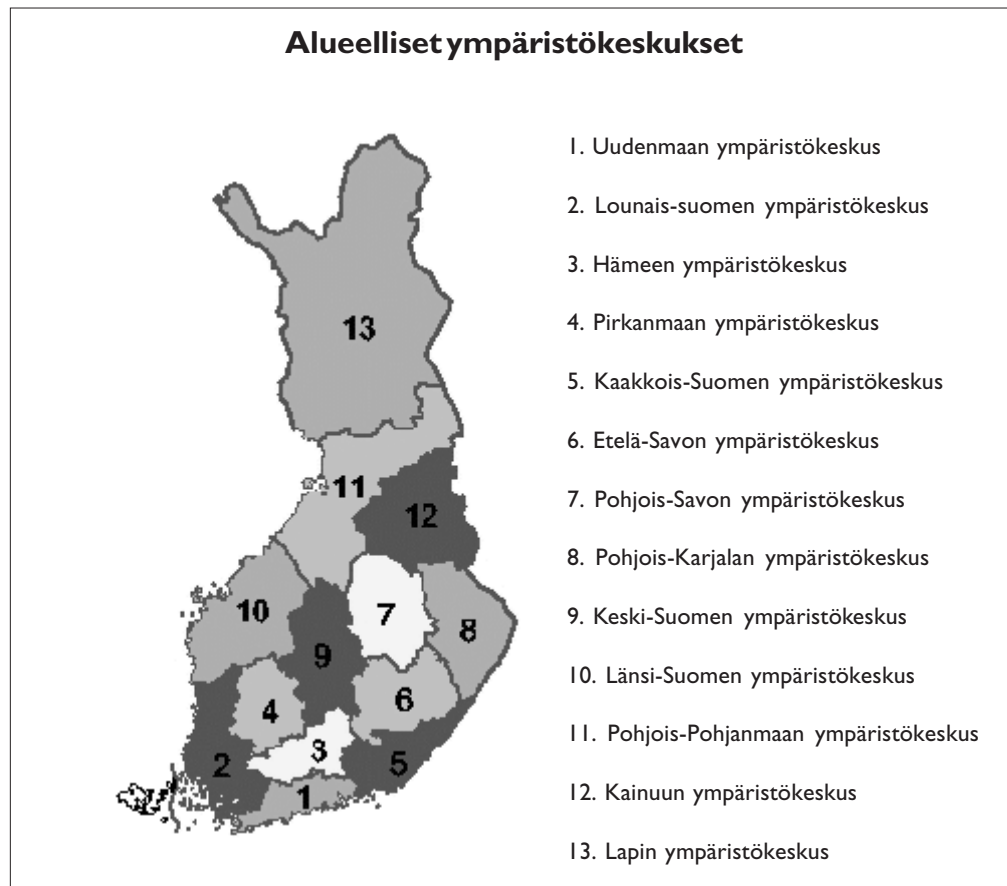 Alueelliset ympäristökeskukset
1. Uudenmaan ympäristökeskus
2. Lounais-suomen ympäristökeskus
3. Hämeen ympäristökeskus
4. Pirkanmaan ympäristökeskus
5. Kaakkois-Suomen ympäristökeskus
6. Etelä-Savon ympäristökeskus
7. Pohjois-Savon ympäristökeskus
8. Pohjois-Karjalan ympäristökeskus
9. Keski-Suomen ympäristökeskus
10. Länsi-Suomen ympäristökeskus
11. Pohjois-Pohjanmaan ympäristökeskus
12. Kainuun ympäristökeskus
13. Lapin ympäristökeskus
13
11
12
10
7
8
9
6
4
3
2
5
1